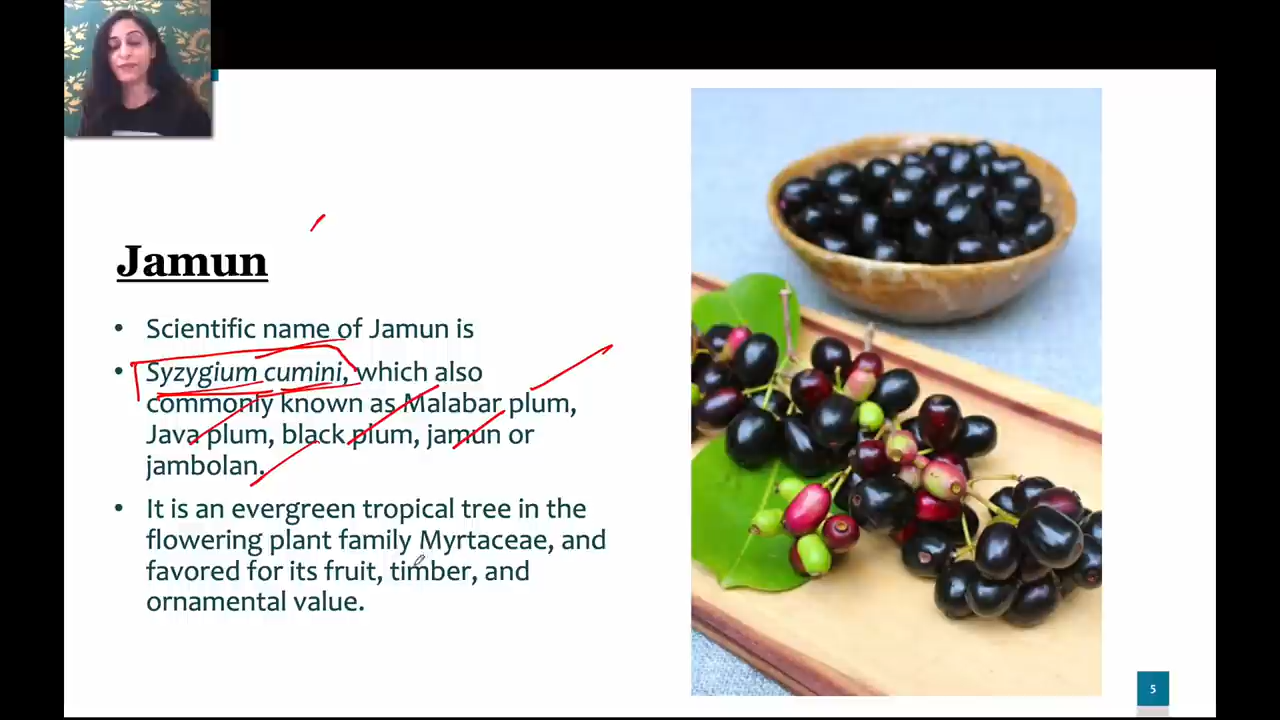 Jamun
• Scientific name of Jamun is
• Syzygium cumini, which also
commonly known as Malabar plum,
Java plum, black plum, jamun or
jambolan.
• It is an evergreen tropical tree in the
flowering plant family Myrtaceae, and
favored for its fruit, timber, and
ornamental value.
5